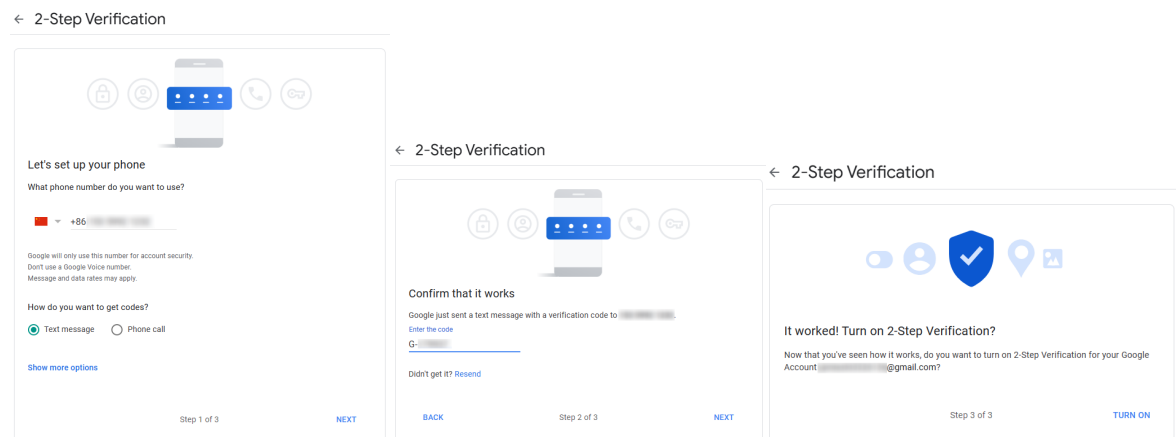 2-Step Verification
Let's set up your phone
What phone number do you want to use?
+86
Google will only use this number for account security.
Don't use a Google Voice number.
Message and data rates may apply.
How do you want to get codes?
Text message
Phone call
Show more options
Step 1 of 3
NEXT
2-Step Verification
Confirm that it works
Google just sent a text message with a verification code to .
Enter the code
G-
Didn't get it? Resend
BACK
Step 2 of 3
NEXT
2-Step Verification
It worked! Turn on 2-Step Verification?
Now that you've seen how it works, do you want to turn on 2-Step Verification for your Google
Account @gmail.com?
Step 3 of 3
TURN ON